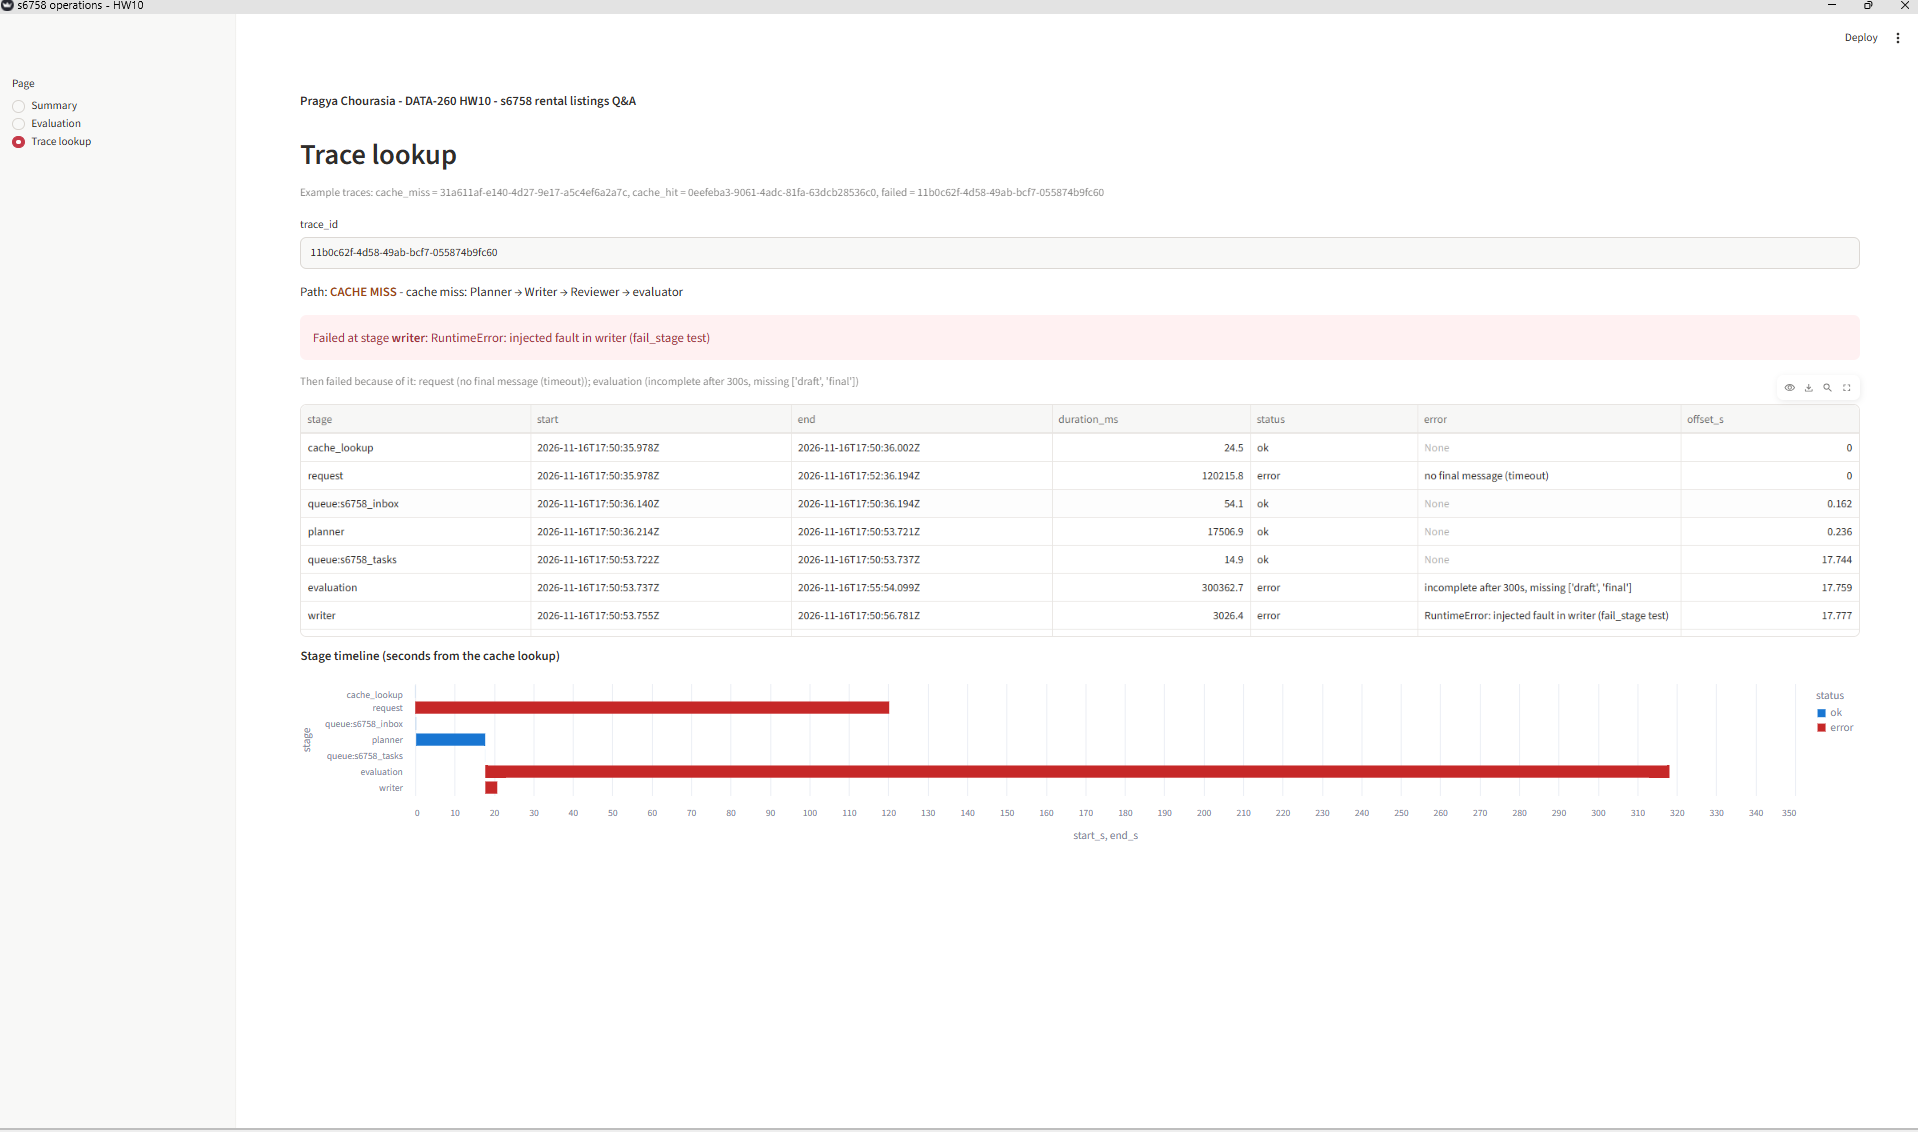 s6758 operations - HW10
Deploy
Page
Summary
Evaluation
Trace lookup
Pragya Chourasia - DATA-260 HW10 - s6758 rental listings Q&A
Trace lookup
Example traces: cache_miss = 31a611af-e140-4d27-9e17-a5c4ef6a2a7c, cache_hit = 0eefeba3-9061-4adc-81fa-63dcb28536c0, failed = 11b0c62f-4d58-49ab-bcf7-055874b9fc60
trace_id
11b0c62f-4d58-49ab-bcf7-055874b9fc60
Path: CACHE MISS - cache miss: Planner → Writer → Reviewer → evaluator
Failed at stage writer: RuntimeError: injected fault in writer (fail_stage test)
Then failed because of it: request (no final message (timeout)); evaluation (incomplete after 300s, missing ['draft', 'final'])
stage start end duration_ms status error offset_s
cache_lookup 2026-11-16T17:50:35.978Z 2026-11-16T17:50:36.002Z 24.5 ok None 0
request 2026-11-16T17:50:35.978Z 2026-11-16T17:52:36.194Z 120215.8 error no final message (timeout) 0
queue:s6758_inbox 2026-11-16T17:50:36.140Z 2026-11-16T17:50:36.194Z 54.1 ok None 0.162
planner 2026-11-16T17:50:36.214Z 2026-11-16T17:50:53.721Z 17506.9 ok None 0.236
queue:s6758_tasks 2026-11-16T17:50:53.722Z 2026-11-16T17:50:53.737Z 14.9 ok None 17.744
evaluation 2026-11-16T17:50:53.737Z 2026-11-16T17:55:54.099Z 300362.7 error incomplete after 300s, missing ['draft', 'final'] 17.759
writer 2026-11-16T17:50:53.755Z 2026-11-16T17:50:56.781Z 3026.4 error RuntimeError: injected fault in writer (fail_stage test) 17.777
Stage timeline (seconds from the cache lookup)
stage
cache_lookup
request
queue:s6758_inbox
planner
queue:s6758_tasks
evaluation
writer
0 10 20 30 40 50 60 70 80 90 100 110 120 130 140 150 160 170 180 190 200 210 220 230 240 250 260 270 280 290 300 310 320 330 340 350
start_s, end_s
status
ok
error